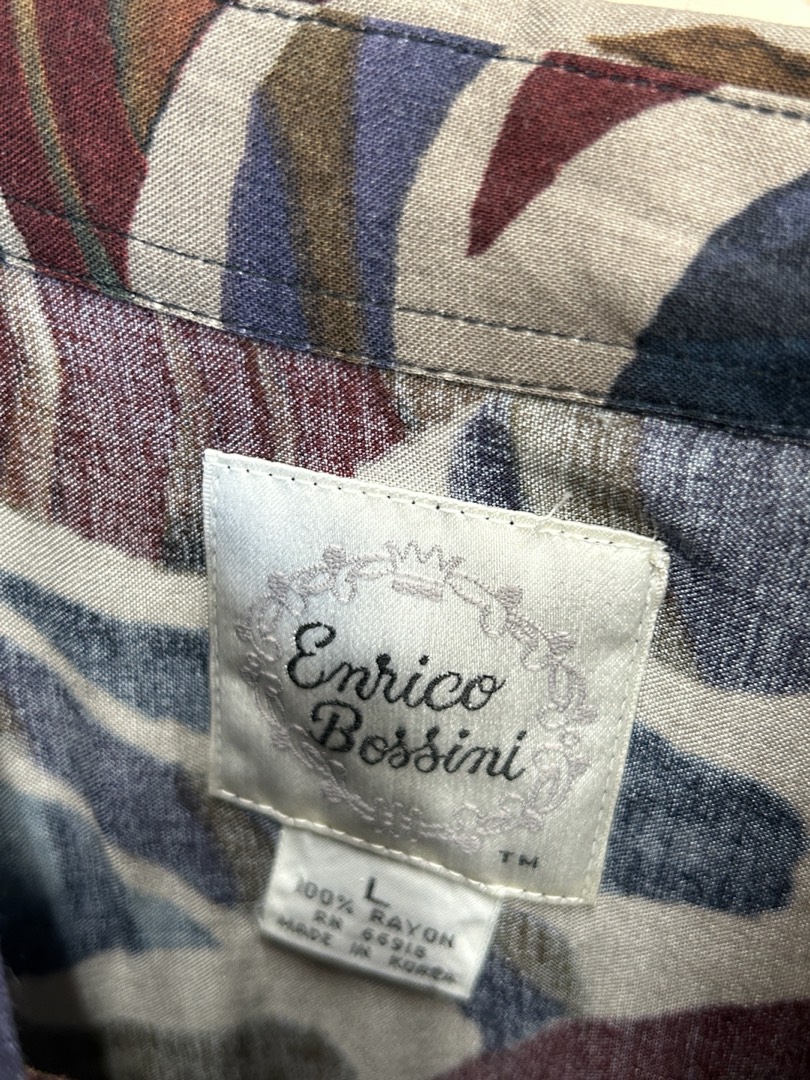 Enrico
Bossini
TM
L
100% RAYON
RN 66918
MADE IN KOREA